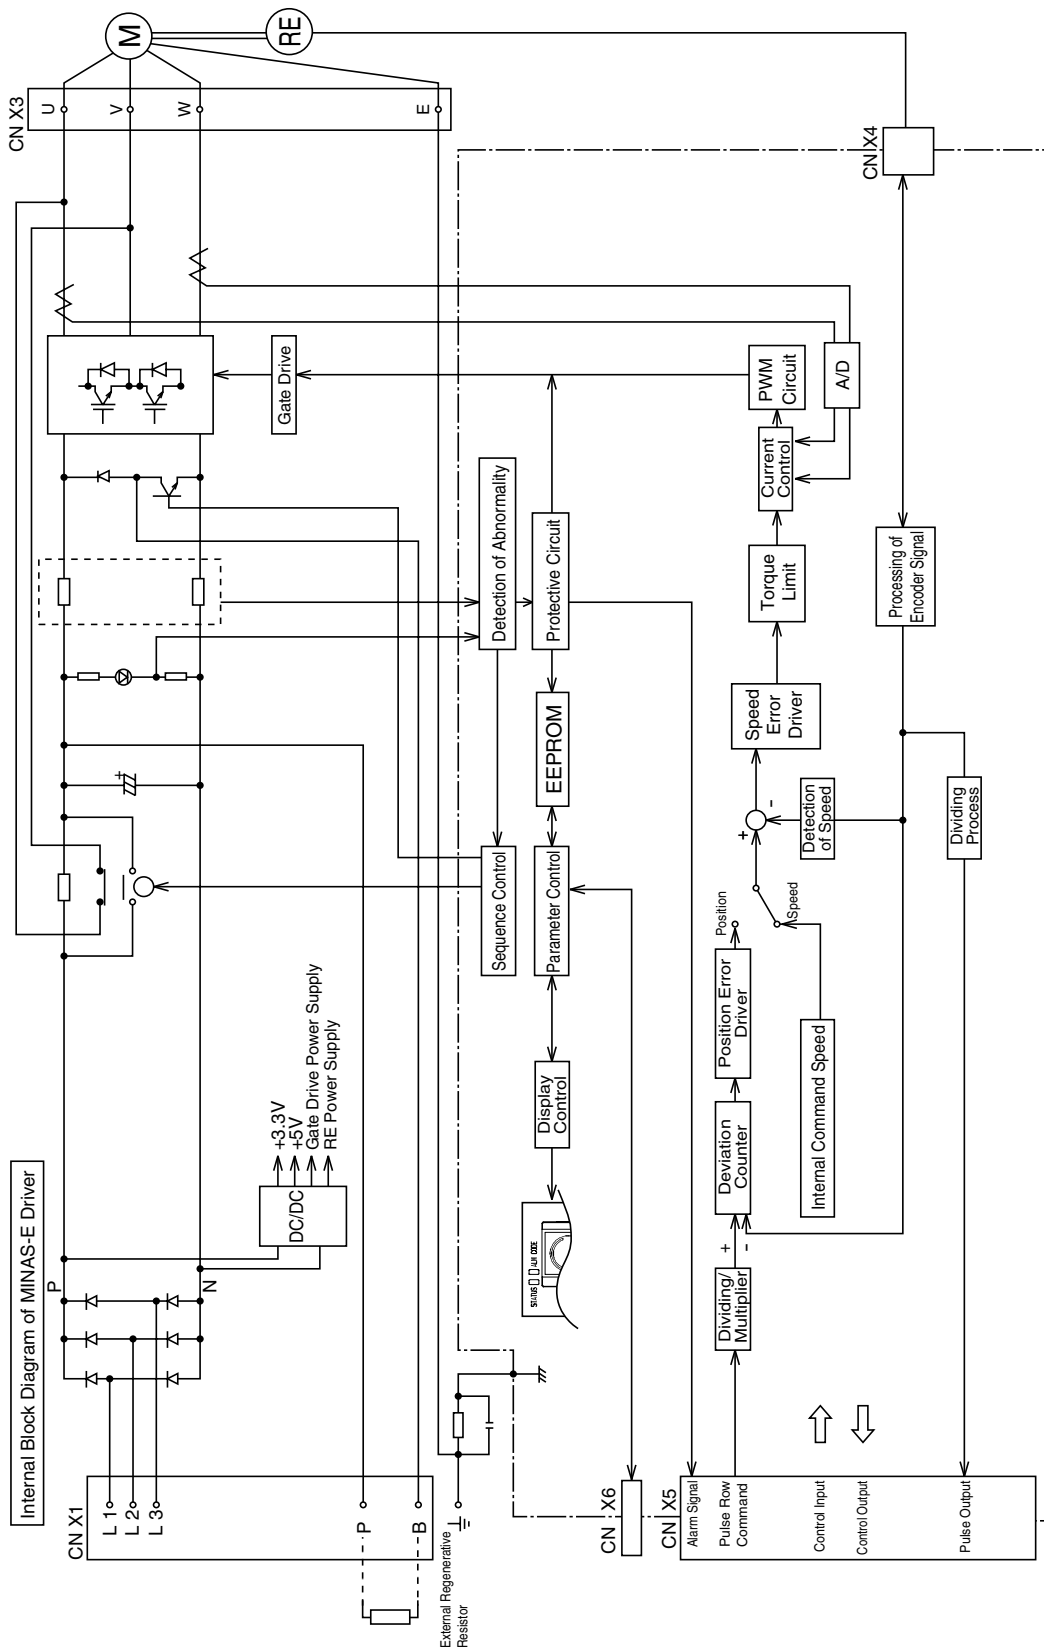 Internal Block Diagram of MINAS-E Driver
CN X1
L 1
L 2
L 3
P
B
External Regenerative
Resistor
P
N
DC/DC
+3.3V
+5V
Gate Drive Power Supply
RE Power Supply
+
Gate Drive
CN X3
U
V
W
E
M
RE
STATUS
ALM CODE
Display
Control
Sequence Control
Parameter Control
EEPROM
Detection of Abnormality
Protective Circuit
CN X6
CN X5
Alarm Signal
Pulse Row
Command
Control Input
Control Output
Pulse Output
Dividing/
Multiplier
+
-
Deviation
Counter
Position Error
Driver
Position
Speed
Internal Command Speed
+
-
Detection
of Speed
Dividing
Process
Speed
Error
Driver
Torque
Limit
Current
Control
PWM
Circuit
A/D
Processing of
Encoder Signal
CN X4